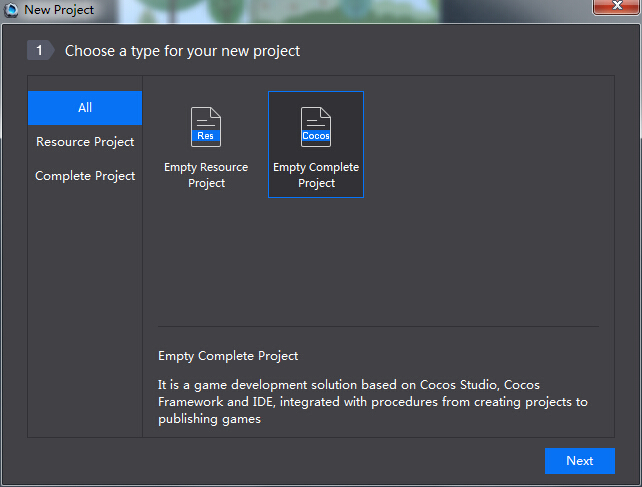 New Project
1 Choose a type for your new project
All
Resource Project
Complete Project
Res
Empty Resource
Project
Cocos
Empty Complete
Project
Empty Complete Project
It is a game development solution based on Cocos Studio, Cocos
Framework and IDE, integrated with procedures from creating projects to
publishing games
Next